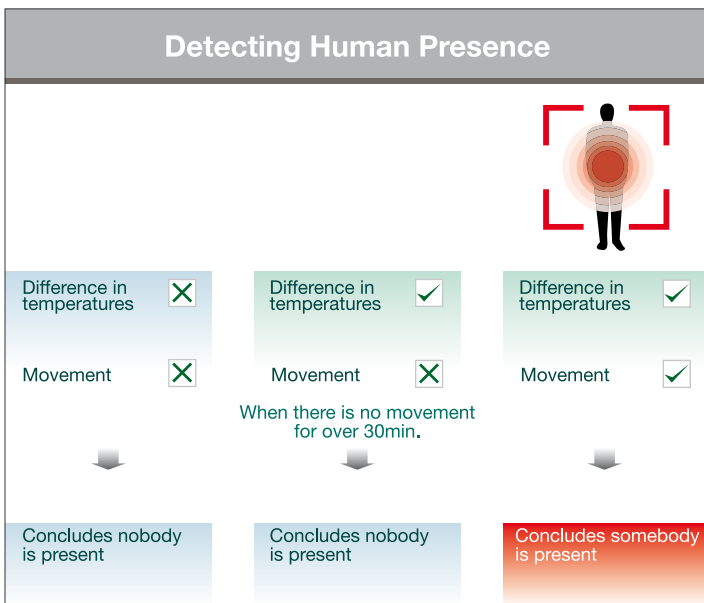 Detecting Human Presence
Difference in
temperatures
Movement
Concludes nobody
is present
Difference in
temperatures
Movement
When there is no movement
for over 30min.
Concludes nobody
is present
Difference in
temperatures
Movement
Concludes somebody
is present